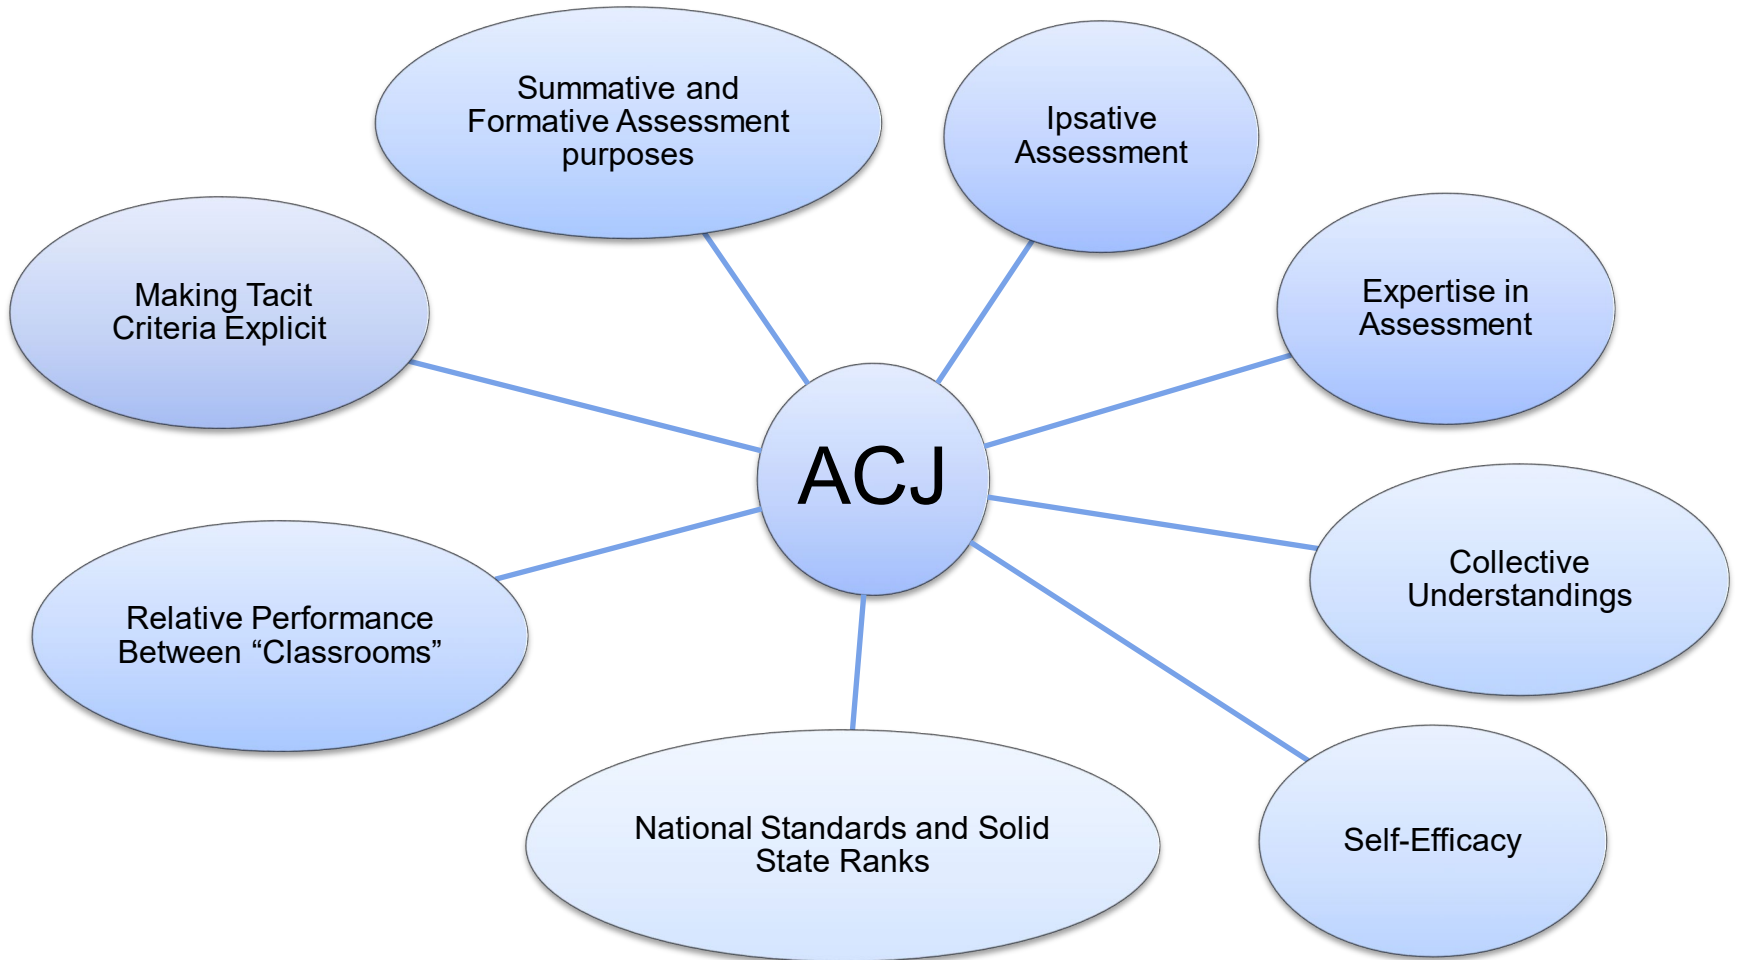 Summative and
Formative Assessment
purposes
Ipsative
Assessment
Making Tacit
Criteria Explicit
Expertise in
Assessment
ACJ
Collective
Understandings
Relative Performance
Between “Classrooms”
National Standards and Solid
State Ranks
Self-Efficacy